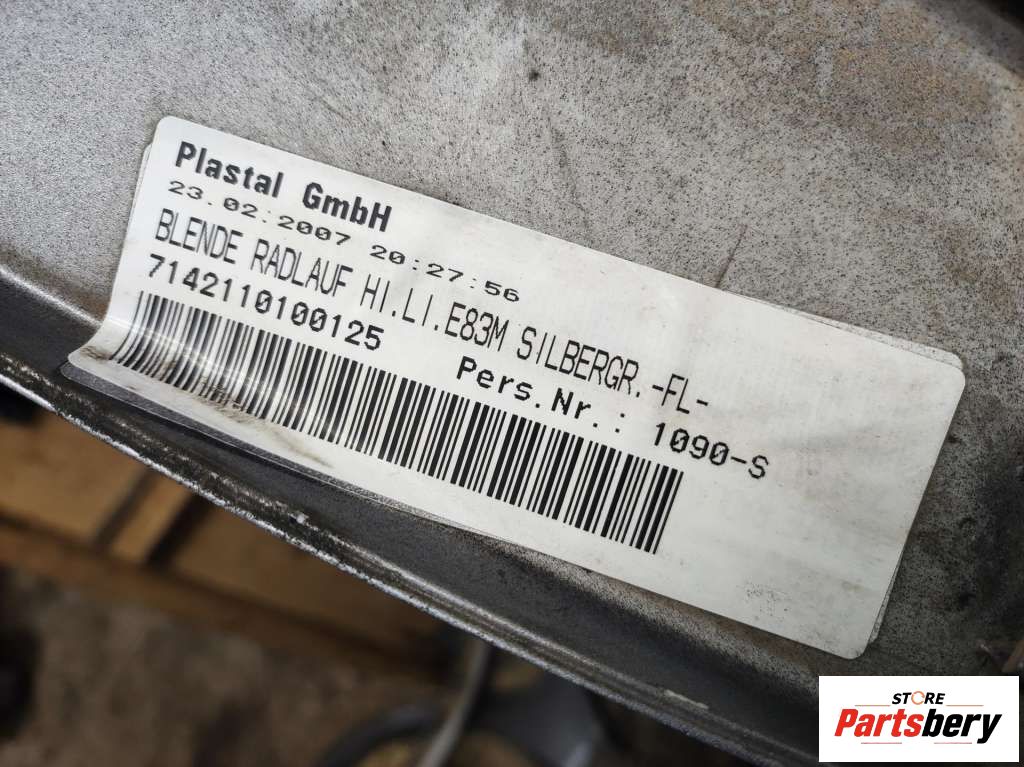 Plastal GmbH
23.02.2007 20:27:56
BLENDE RADLAUF HI.LI.E83M SILBERGR.-FL-
7142110100125 Pers.Nr.: 1090-S
STORE
Partsbery